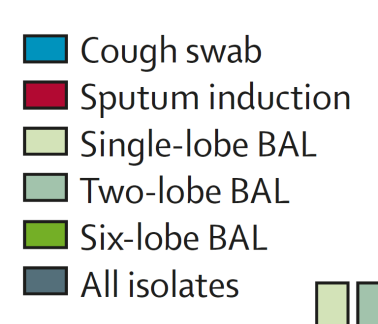 Cough swab
Sputum induction
Single-lobe BAL
Two-lobe BAL
Six-lobe BAL
All isolates